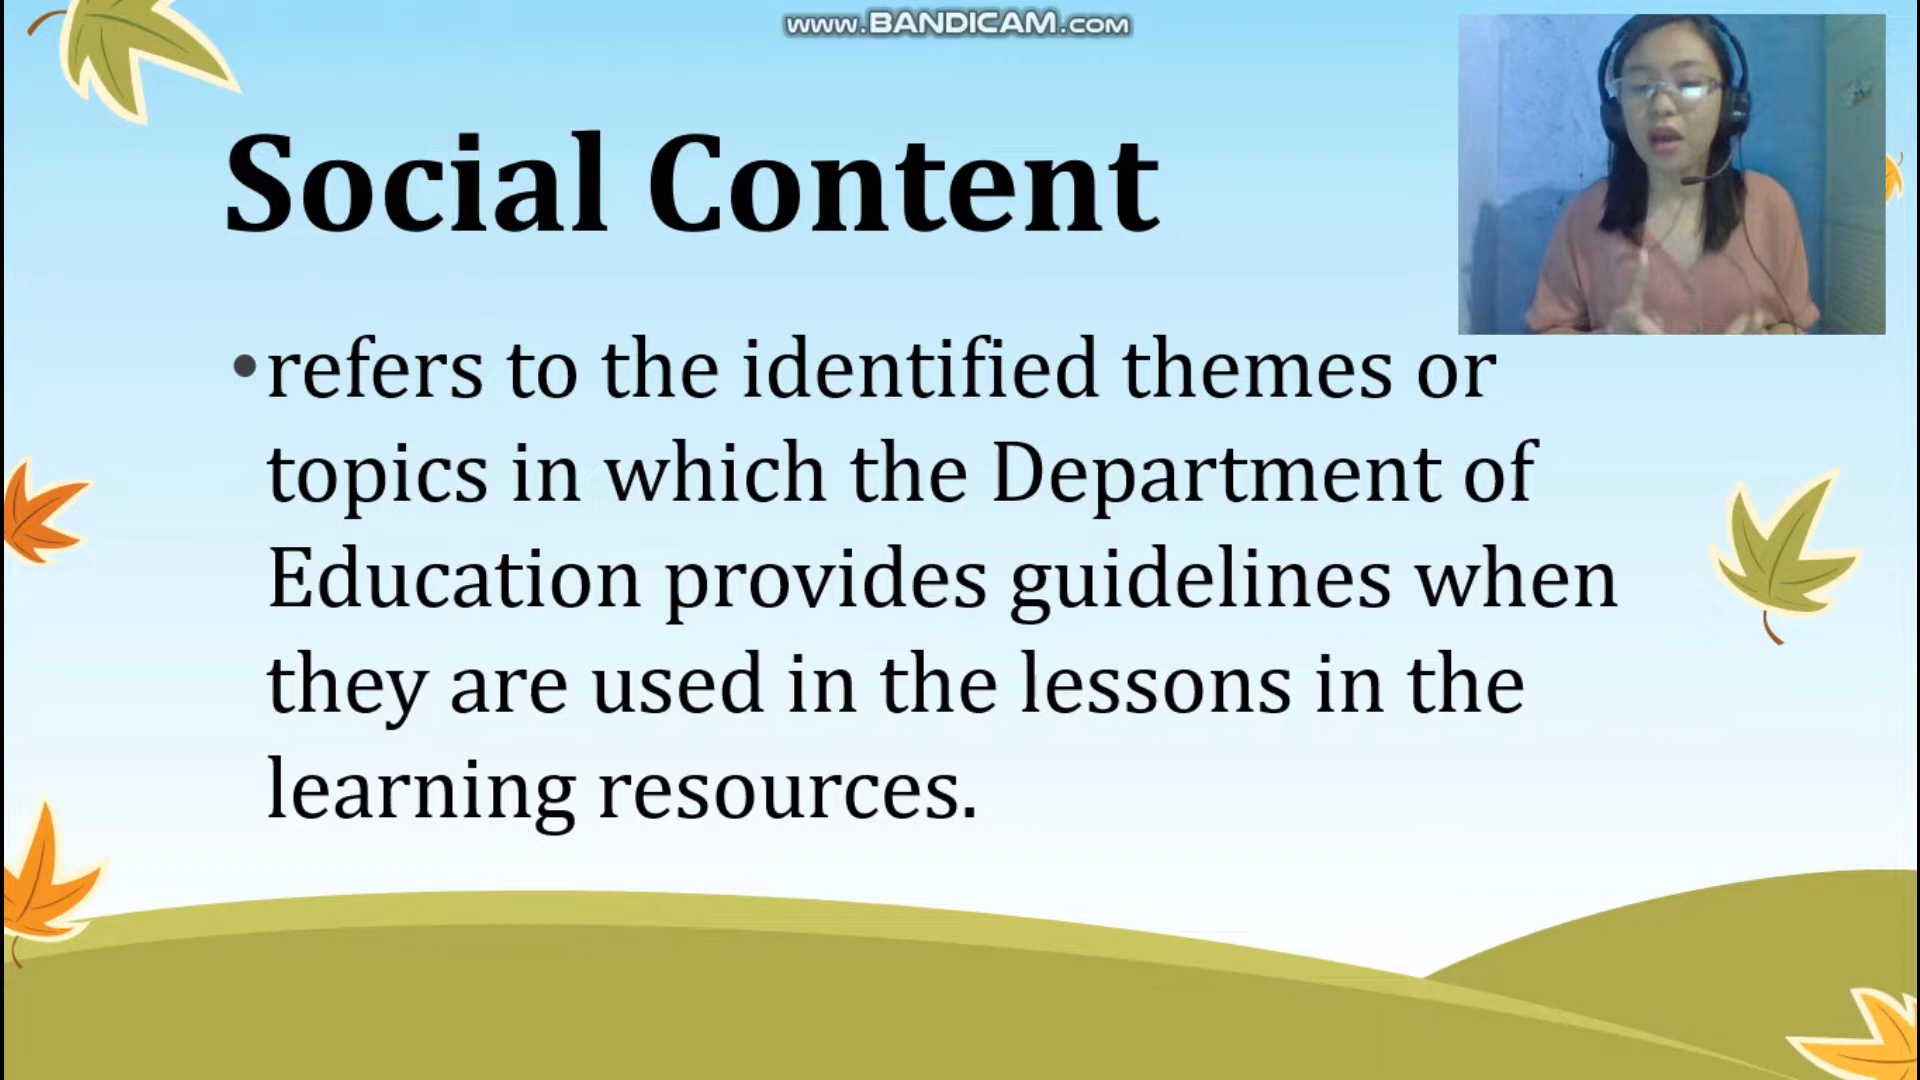 www.BANDICAM.com
Social Content
•refers to the identified themes or
topics in which the Department of
Education provides guidelines when
they are used in the lessons in the
learning resources.